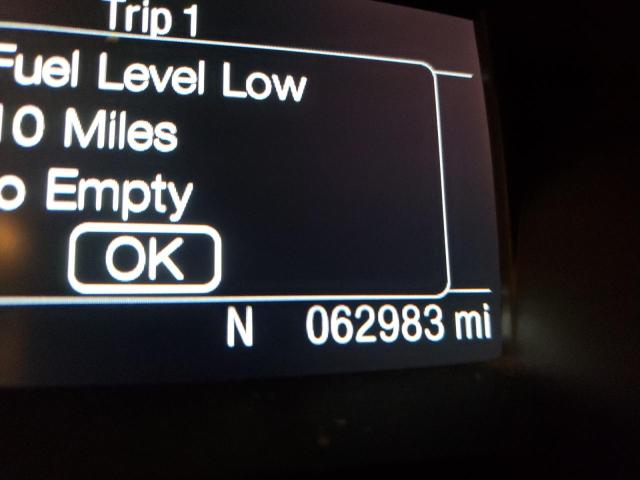 Trip 1
Fuel Level Low
10 Miles
o Empty
OK
N 062983 mi